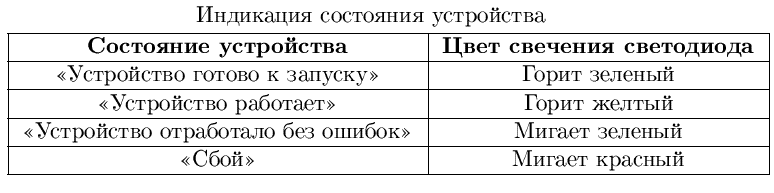 Индикация состояния устройства
Состояние устройства Цвет свечения светодиода
«Устройство готово к запуску» Горит зеленый
«Устройство работает» Горит желтый
«Устройство отработало без ошибок» Мигает зеленый
«Сбой» Мигает красный